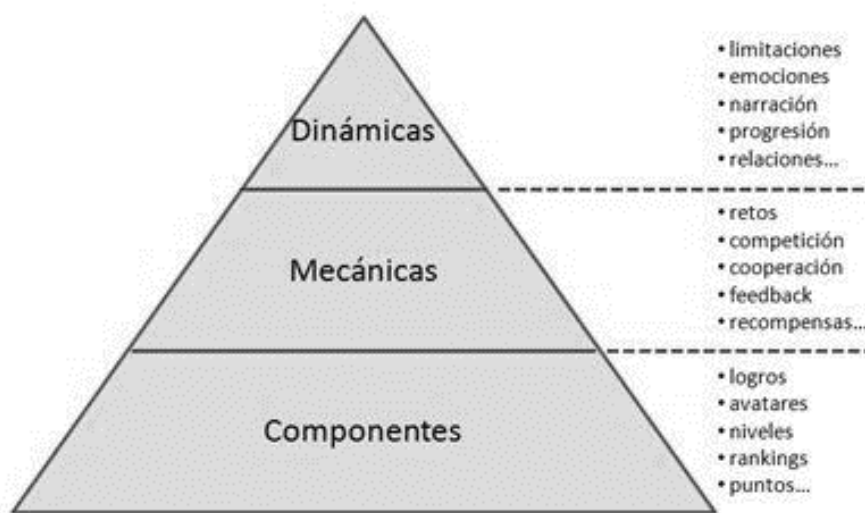 Dinámicas
• limitaciones
• emociones
• narración
• progresión
• relaciones...
Mecánicas
• retos
• competición
• cooperación
• feedback
• recompensas...
Componentes
• logros
• avatares
• niveles
• rankings
• puntos...